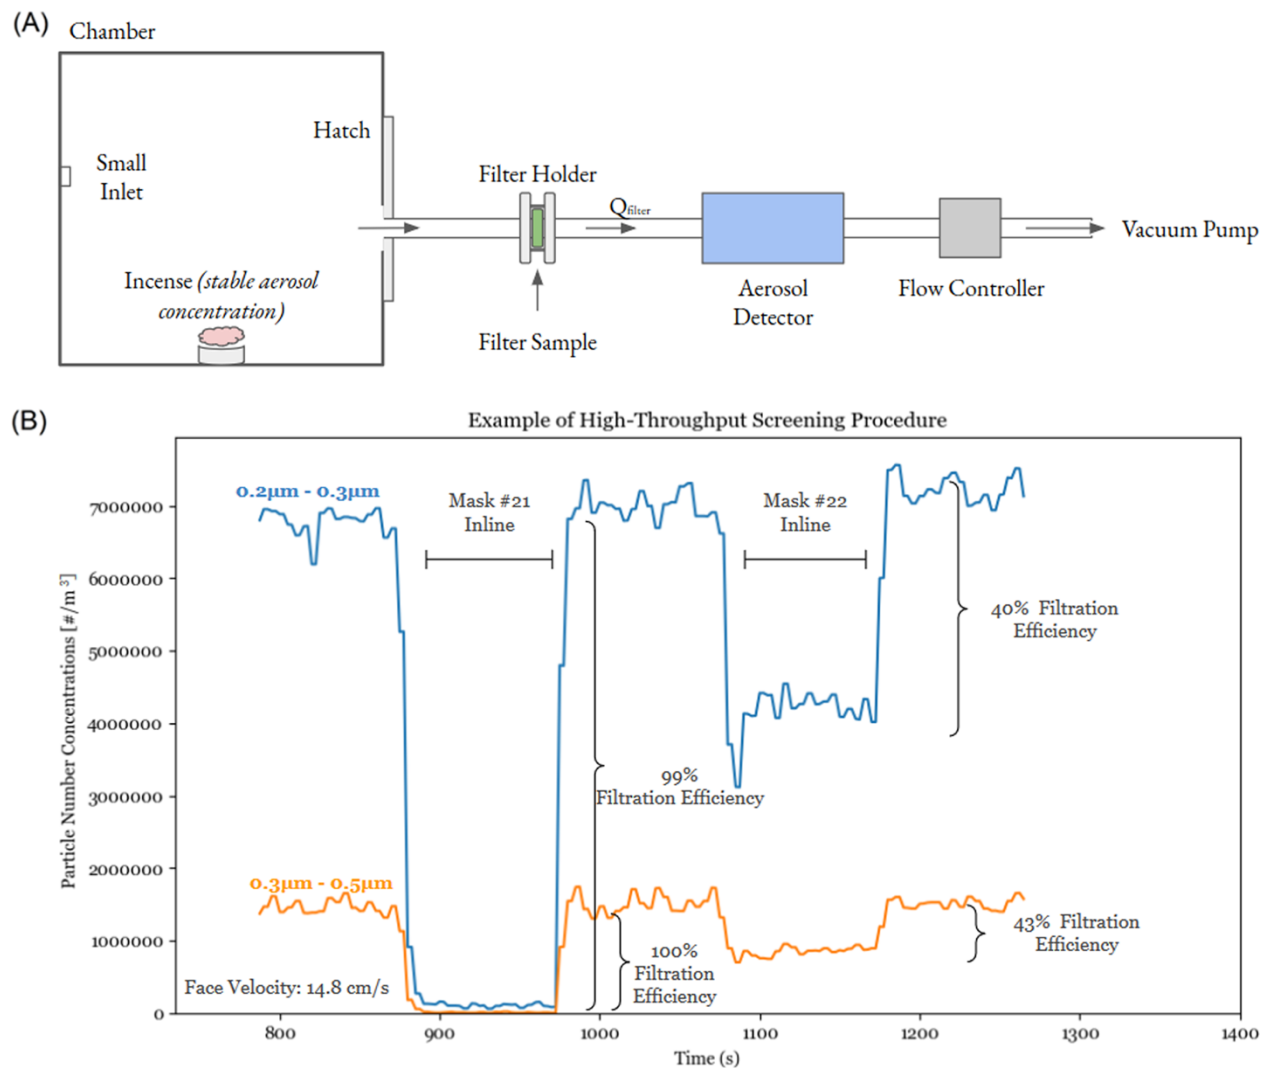 (A)
Chamber
Hatch
Small
Inlet
Filter Holder
Qfilter
Vacuum Pump
Incense (stable aerosol
concentration)
Aerosol
Detector
Flow Controller
Filter Sample
(B)
Example of High-Throughput Screening Procedure
0.2µm - 0.3µm
Mask #21
Inline
Mask #22
Inline
40% Filtration
Efficiency
99%
Filtration Efficiency
0.3µm - 0.5µm
43% Filtration
Efficiency
100%
Filtration
Efficiency
Face Velocity: 14.8 cm/s
Particle Number Concentrations [#/m³]
7000000
6000000
5000000
4000000
3000000
2000000
1000000
0
800
900
1000
1100
1200
1300
1400
Time (s)